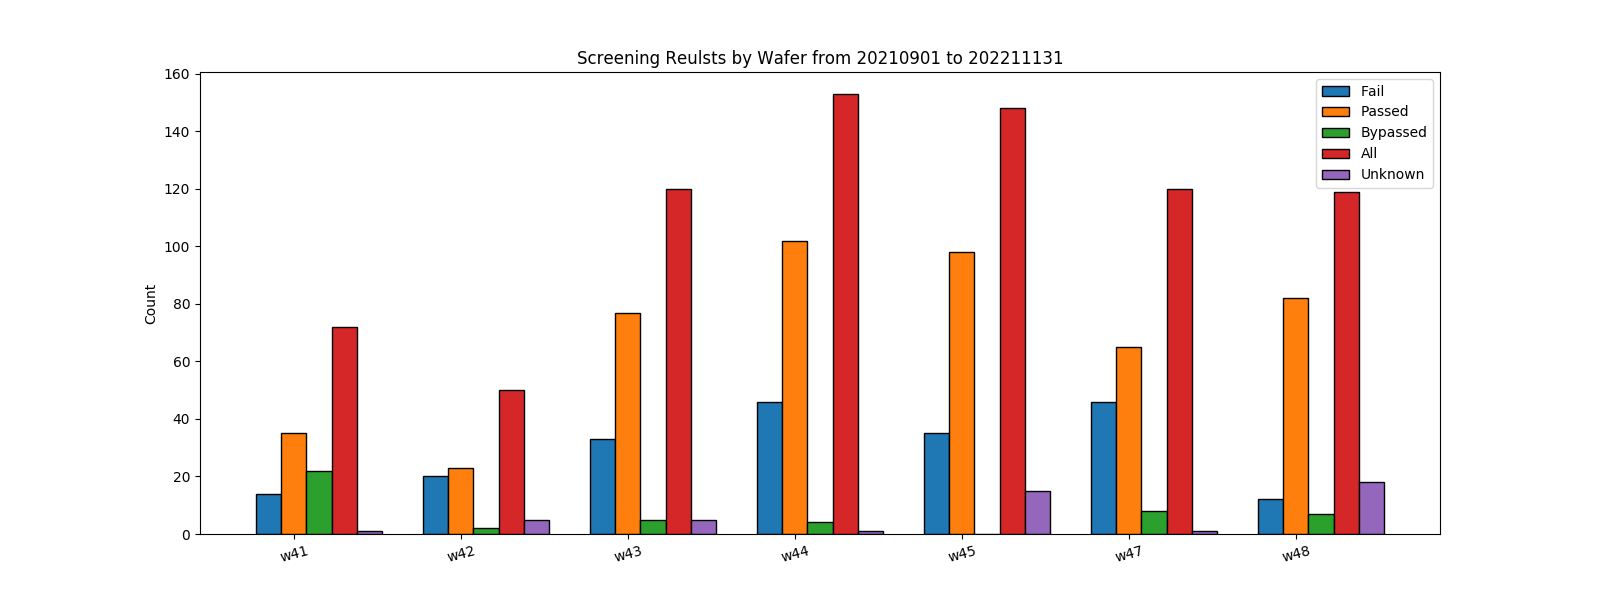 Screening Reulsts by Wafer from 20210901 to 202211131
160
140
120
100
80
60
40
20
0
Count
Fail
Passed
Bypassed
All
Unknown
w41
w42
w43
w44
w45
w47
w48